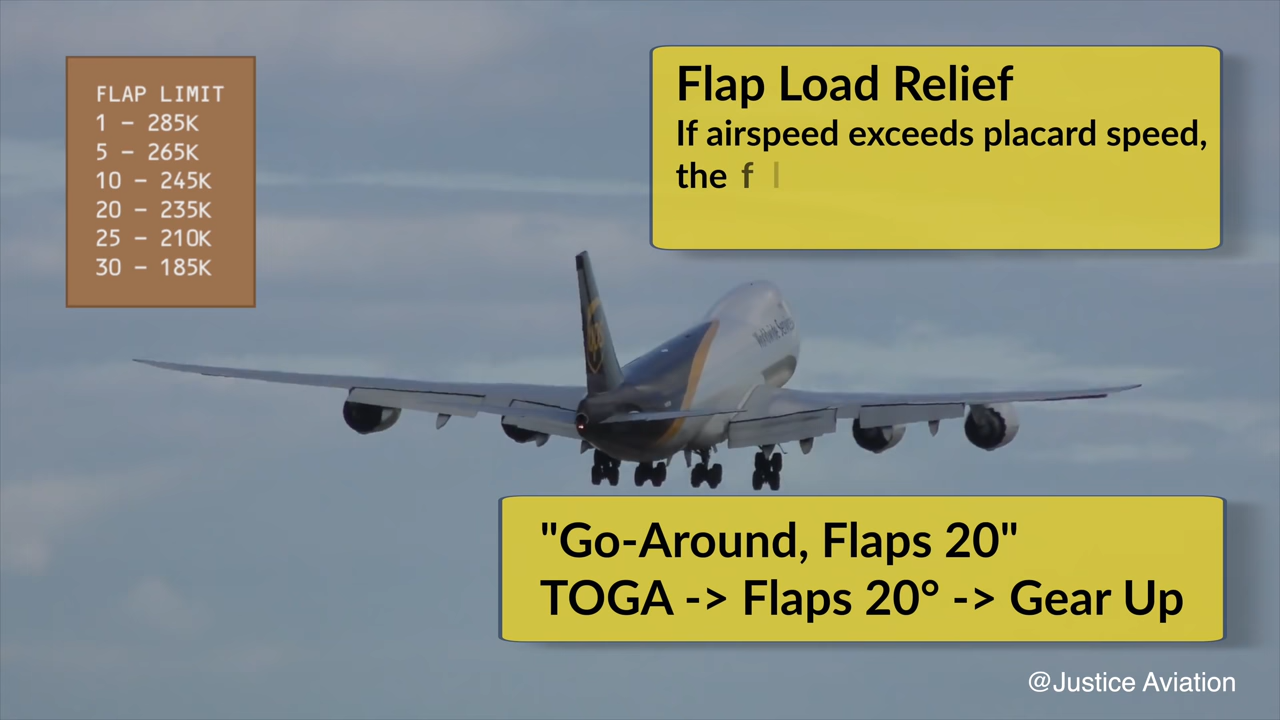 FLAP LIMIT
1 – 285K
5 – 265K
10 – 245K
20 – 235K
25 – 210K
30 – 185K
Flap Load Relief
If airspeed exceeds placard speed,
the f l
"Go-Around, Flaps 20"
TOGA -> Flaps 20° -> Gear Up
@Justice Aviation